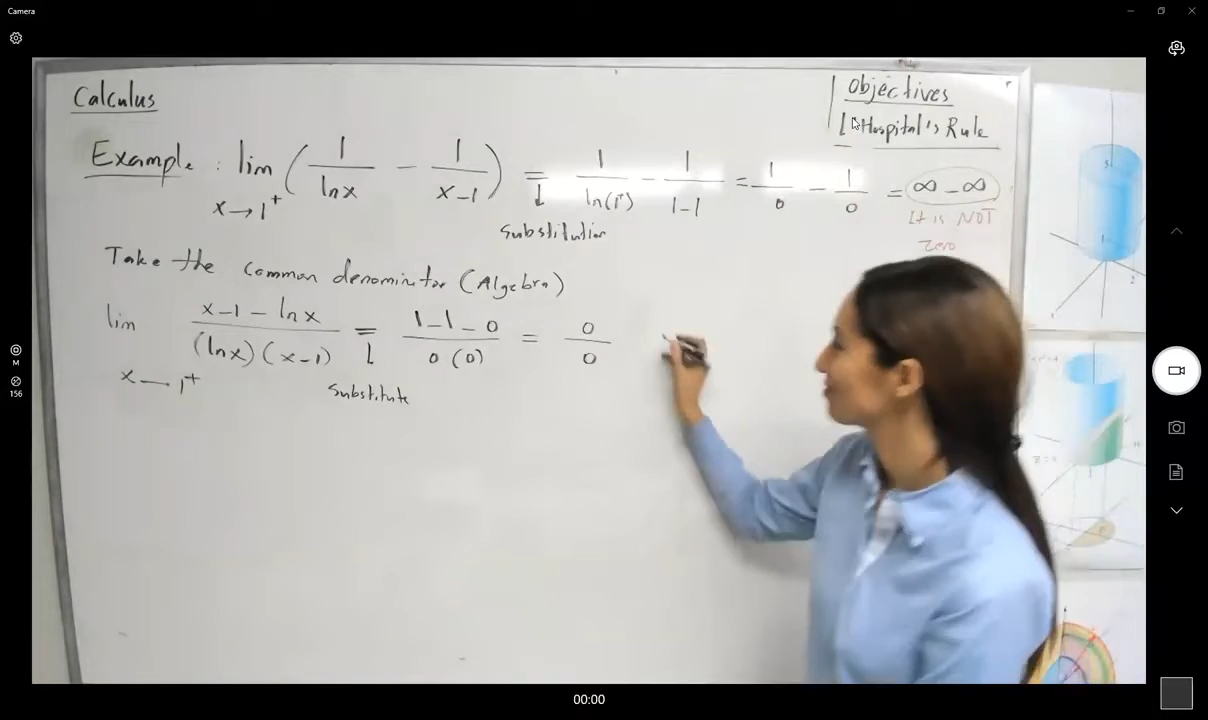 Camera
Calculus
Objectives
L'Hospital's Rule
Example : lim x→1⁺ (1/lnx − 1/(x−1)) = 1/ln(1⁺) − 1/(1−1) = 1/0 − 1/0 = ∞ − ∞
Substitution
It is NOT
Zero
Take the common denominator (Algebra)
lim x→1⁺ (x−1 − lnx)/((lnx)(x−1)) = (1−1−0)/(0(0)) = 0/0
Substitute
M
156
00:00